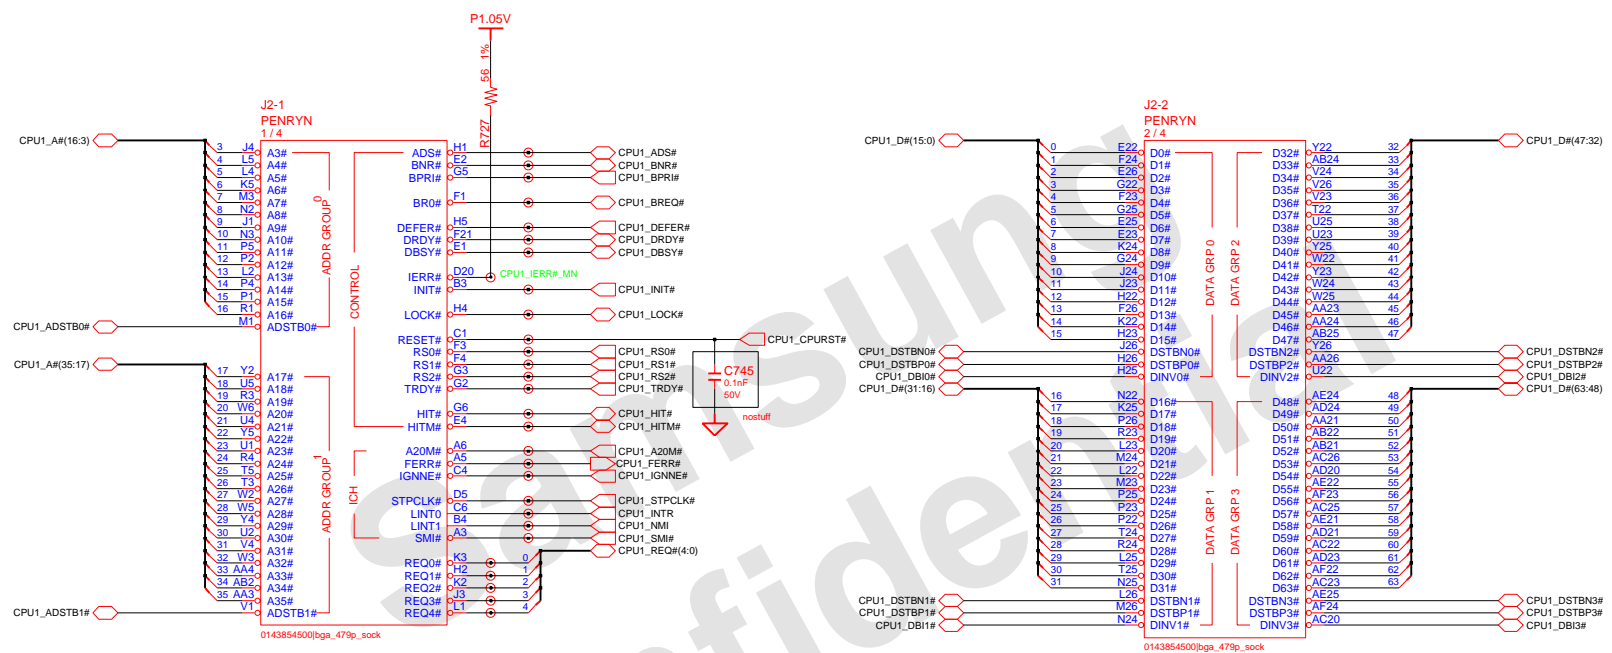 P1.05V
56 1%
R727
J2-1
PENRYN
1 / 4
CPU1_A#(16:3)
3 J4 A3#
4 L5 A4#
5 L4 A5#
6 K5 A6#
7 M3 A7#
8 N2 A8#
9 J1 A9#
10 N3 A10#
11 P5 A11#
12 P2 A12#
13 L2 A13#
14 P4 A14#
15 P1 A15#
16 R1 A16#
CPU1_ADSTB0# M1 ADSTB0#
ADDR GROUP 0
CPU1_A#(35:17)
17 Y2 A17#
18 U5 A18#
19 R3 A19#
20 W6 A20#
21 U4 A21#
22 Y5 A22#
23 U1 A23#
24 R4 A24#
25 T5 A25#
26 T3 A26#
27 W2 A27#
28 W5 A28#
29 Y4 A29#
30 U2 A30#
31 V4 A31#
32 W3 A32#
33 AA4 A33#
34 AB2 A34#
35 AA3 A35#
CPU1_ADSTB1# V1 ADSTB1#
ADDR GROUP 1
CONTROL
ICH
ADS# H1 CPU1_ADS#
BNR# E2 CPU1_BNR#
BPRI# G5 CPU1_BPRI#
BR0# F1 CPU1_BREQ#
DEFER# H5 CPU1_DEFER#
DRDY# F21 CPU1_DRDY#
DBSY# E1 CPU1_DBSY#
IERR# D20 CPU1_IERR#_MN
INIT# B3 CPU1_INIT#
LOCK# H4 CPU1_LOCK#
RESET# C1 CPU1_CPURST#
RS0# F3 CPU1_RS0#
RS1# F4 CPU1_RS1#
RS2# G3 CPU1_RS2#
TRDY# G2 CPU1_TRDY#
HIT# G6 CPU1_HIT#
HITM# E4 CPU1_HITM#
A20M# A6 CPU1_A20M#
FERR# A5 CPU1_FERR#
IGNNE# C4 CPU1_IGNNE#
STPCLK# D5 CPU1_STPCLK#
LINT0 C6 CPU1_INTR
LINT1 B4 CPU1_NMI
SMI# A3 CPU1_SMI#
CPU1_REQ#(4:0)
REQ0# K3 0
REQ1# H2 1
REQ2# K2 2
REQ3# J3 3
REQ4# L1 4
C745
0.1nF
50V
nostuff
0143854500|bga_479p_sock
J2-2
PENRYN
2 / 4
CPU1_D#(15:0)
0 E22 D0#
1 F24 D1#
2 E26 D2#
3 G22 D3#
4 F23 D4#
5 G25 D5#
6 E25 D6#
7 E23 D7#
8 K24 D8#
9 G24 D9#
10 J24 D10#
11 J23 D11#
12 H22 D12#
13 F26 D13#
14 K22 D14#
15 H23 D15#
CPU1_DSTBN0# J26 DSTBN0#
CPU1_DSTBP0# H26 DSTBP0#
CPU1_DBI0# H25 DINV0#
DATA GRP 0
CPU1_D#(31:16)
16 N22 D16#
17 K25 D17#
18 P26 D18#
19 R23 D19#
20 L23 D20#
21 M24 D21#
22 L22 D22#
23 M23 D23#
24 P25 D24#
25 P23 D25#
26 P22 D26#
27 T24 D27#
28 R24 D28#
29 L25 D29#
30 T25 D30#
31 N25 D31#
CPU1_DSTBN1# L26 DSTBN1#
CPU1_DSTBP1# M26 DSTBP1#
CPU1_DBI1# N24 DINV1#
DATA GRP 1
CPU1_D#(47:32)
D32# Y22 32
D33# AB24 33
D34# V24 34
D35# V26 35
D36# V23 36
D37# T22 37
D38# U25 38
D39# U23 39
D40# Y25 40
D41# W22 41
D42# Y23 42
D43# W24 43
D44# W25 44
D45# AA23 45
D46# AA24 46
D47# AB25 47
DSTBN2# Y26 CPU1_DSTBN2#
DSTBP2# AA26 CPU1_DSTBP2#
DINV2# U22 CPU1_DBI2#
DATA GRP 2
CPU1_D#(63:48)
D48# AE24 48
D49# AD24 49
D50# AA21 50
D51# AB22 51
D52# AB21 52
D53# AC26 53
D54# AD20 54
D55# AE22 55
D56# AF23 56
D57# AC25 57
D58# AE21 58
D59# AD21 59
D60# AC22 60
D61# AD23 61
D62# AF22 62
D63# AC23 63
DSTBN3# AE25 CPU1_DSTBN3#
DSTBP3# AF24 CPU1_DSTBP3#
DINV3# AC20 CPU1_DBI3#
DATA GRP 3
0143854500|bga_479p_sock
Samsung
Confidential